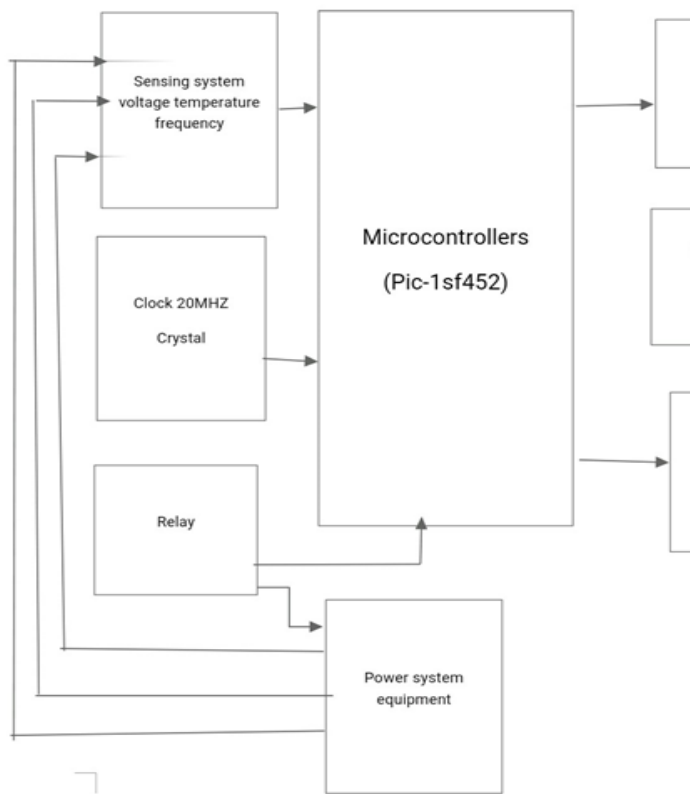 Sensing system
voltage temperature
frequency
Microcontrollers
(Pic-1sf452)
Clock 20MHZ
Crystal
Relay
Power system
equipment